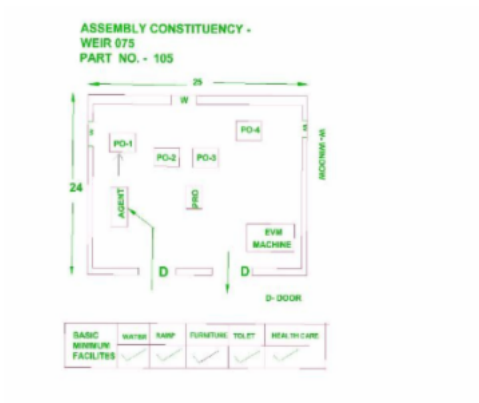 ASSEMBLY CONSTITUENCY -
WEIR 075
PART NO. - 105
25
W
PO-4
PO-1
PO-2
PO-3
W- WINDOW
24
AGENT
PRO
EVM
MACHINE
D
D
D- DOOR
BASIC
MINIMUM
FACILITES
WATER
RAMP
FURNITURE
TOILET
HEALTH CARE